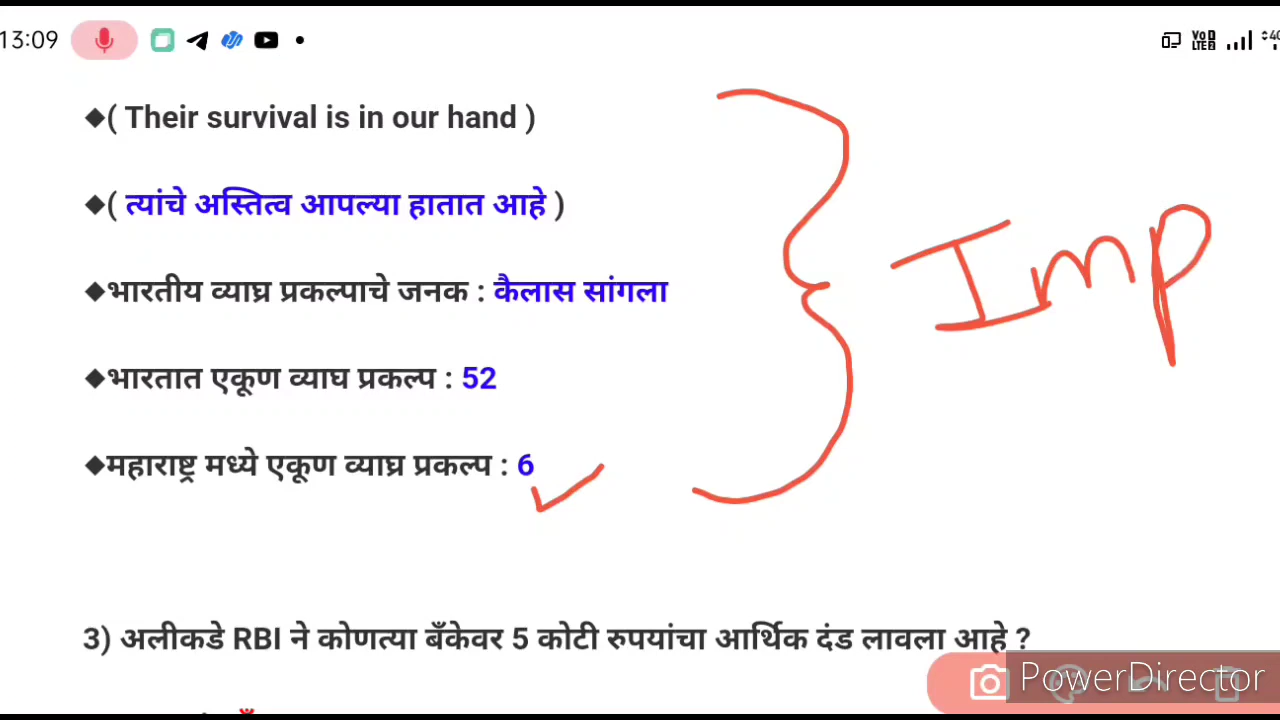 13:09
◆( Their survival is in our hand )
◆( त्यांचे अस्तित्व आपल्या हातात आहे )
◆भारतीय व्याघ्र प्रकल्पाचे जनक : कैलास सांगला
◆भारतात एकूण व्याघ प्रकल्प : 52
◆महाराष्ट्र मध्ये एकूण व्याघ्र प्रकल्प : 6
Imp
3) अलीकडे RBI ने कोणत्या बँकेवर 5 कोटी रुपयांचा आर्थिक दंड लावला आहे ?
PowerDirector